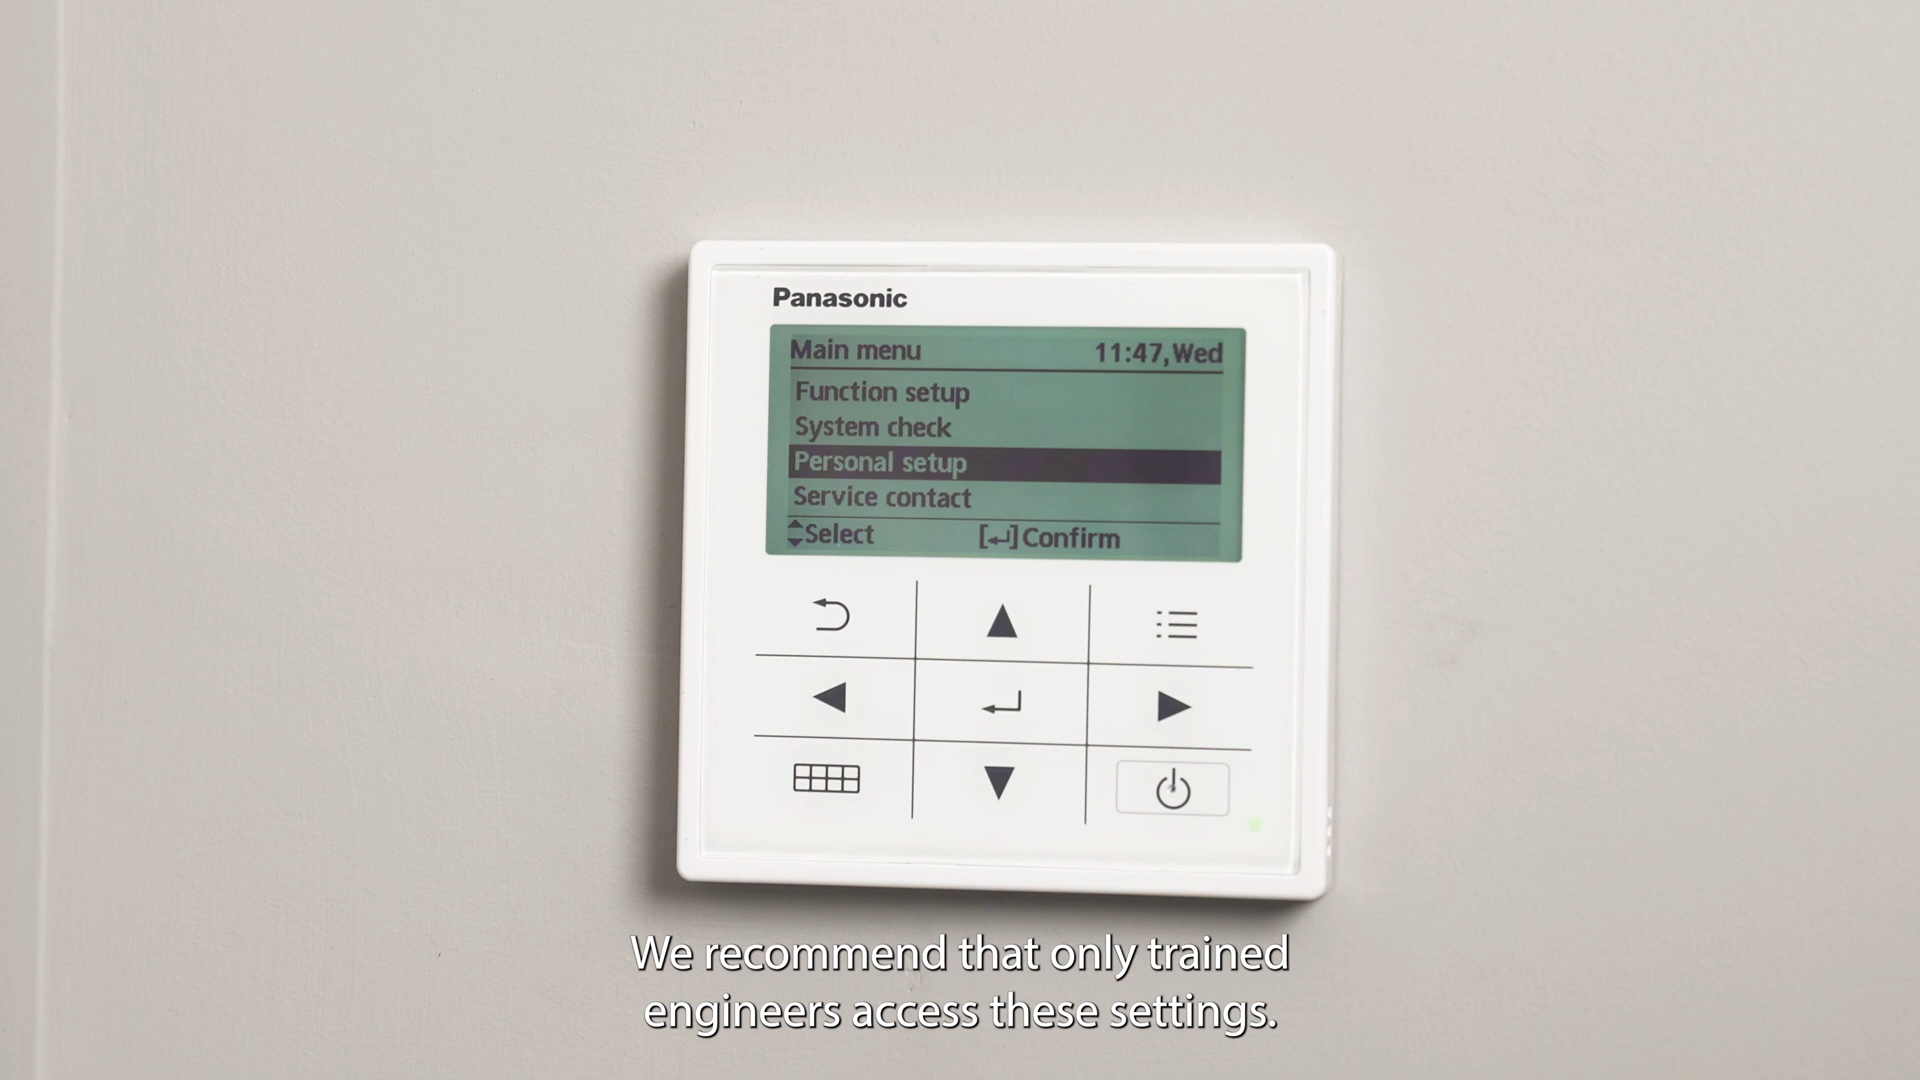 Panasonic
Main menu 11:47,Wed
Function setup
System check
Personal setup
Service contact
Select [↵]Confirm
We recommend that only trained
engineers access these settings.